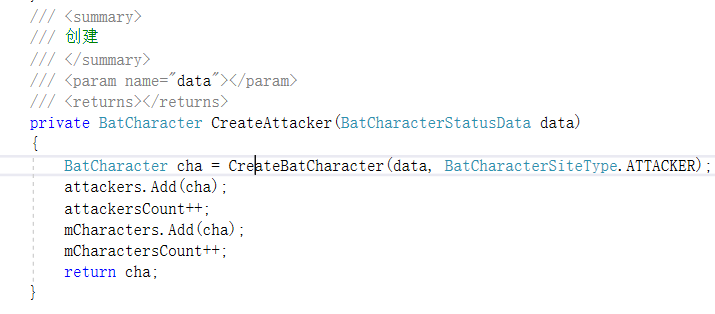 /// <summary>
/// 创建
/// </summary>
/// <param name="data"></param>
/// <returns></returns>
private BatCharacter CreateAttacker(BatCharacterStatusData data)
{
BatCharacter cha = CreateBatCharacter(data, BatCharacterSiteType.ATTACKER);
attackers.Add(cha);
attackersCount++;
mCharacters.Add(cha);
mCharactersCount++;
return cha;
}